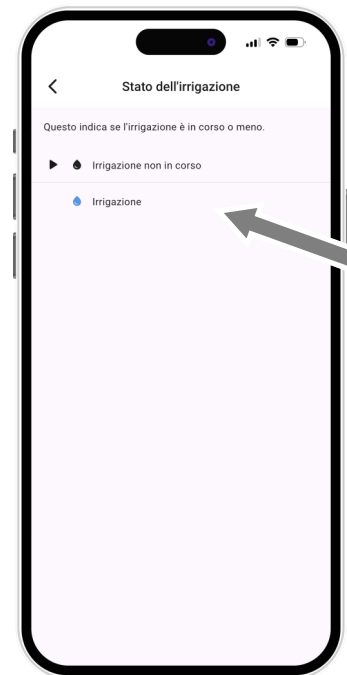 Stato dell'irrigazione
Questo indica se l'irrigazione è in corso o meno.
Irrigazione non in corso
Irrigazione